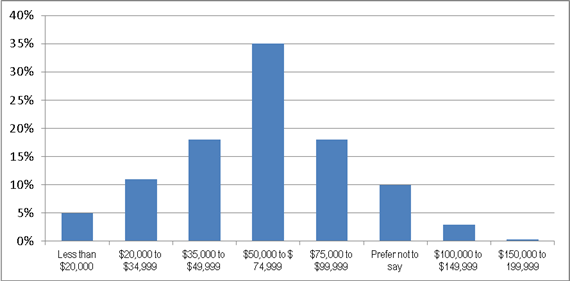 40%
35%
30%
25%
20%
15%
10%
5%
0%
Less than
$20,000
$20,000 to
$34,999
$35,000 to
$49,999
$50,000 to $
74,999
$75,000 to
$99,999
Prefer not to
say
$100,000 to
$149,999
$150,000 to
199,999